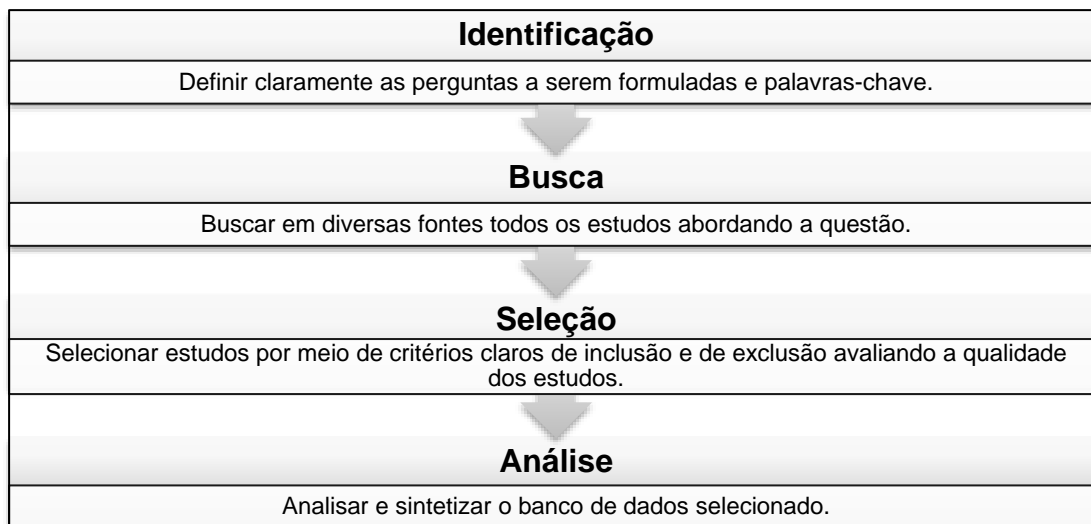 Identificação
Definir claramente as perguntas a serem formuladas e palavras-chave.
Busca
Buscar em diversas fontes todos os estudos abordando a questão.
Seleção
Selecionar estudos por meio de critérios claros de inclusão e de exclusão avaliando a qualidade
dos estudos.
Análise
Analisar e sintetizar o banco de dados selecionado.